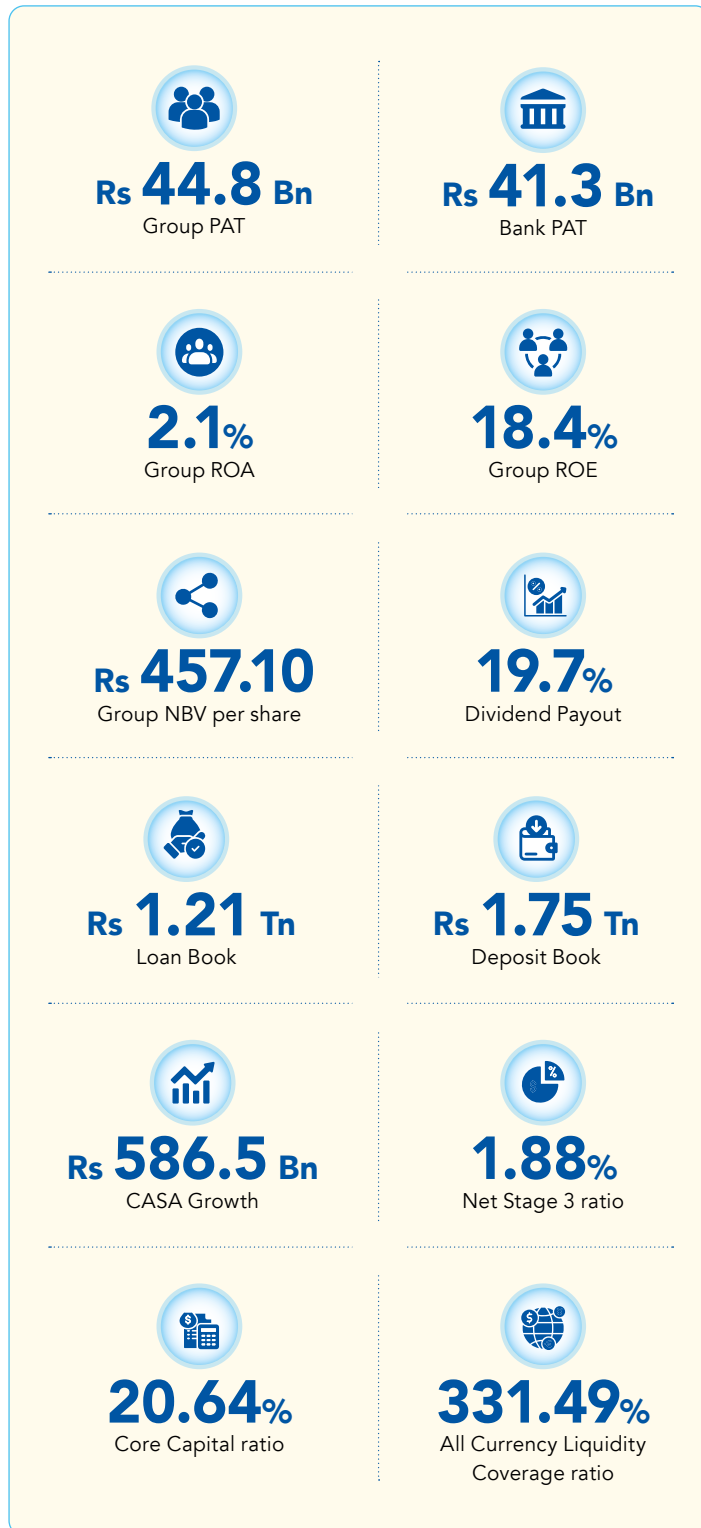 Rs 44.8 Bn
Group PAT
Rs 41.3 Bn
Bank PAT
2.1%
Group ROA
18.4%
Group ROE
Rs 457.10
Group NBV per share
19.7%
Dividend Payout
Rs 1.21 Tn
Loan Book
Rs 1.75 Tn
Deposit Book
Rs 586.5 Bn
CASA Growth
1.88%
Net Stage 3 ratio
20.64%
Core Capital ratio
331.49%
All Currency Liquidity
Coverage ratio